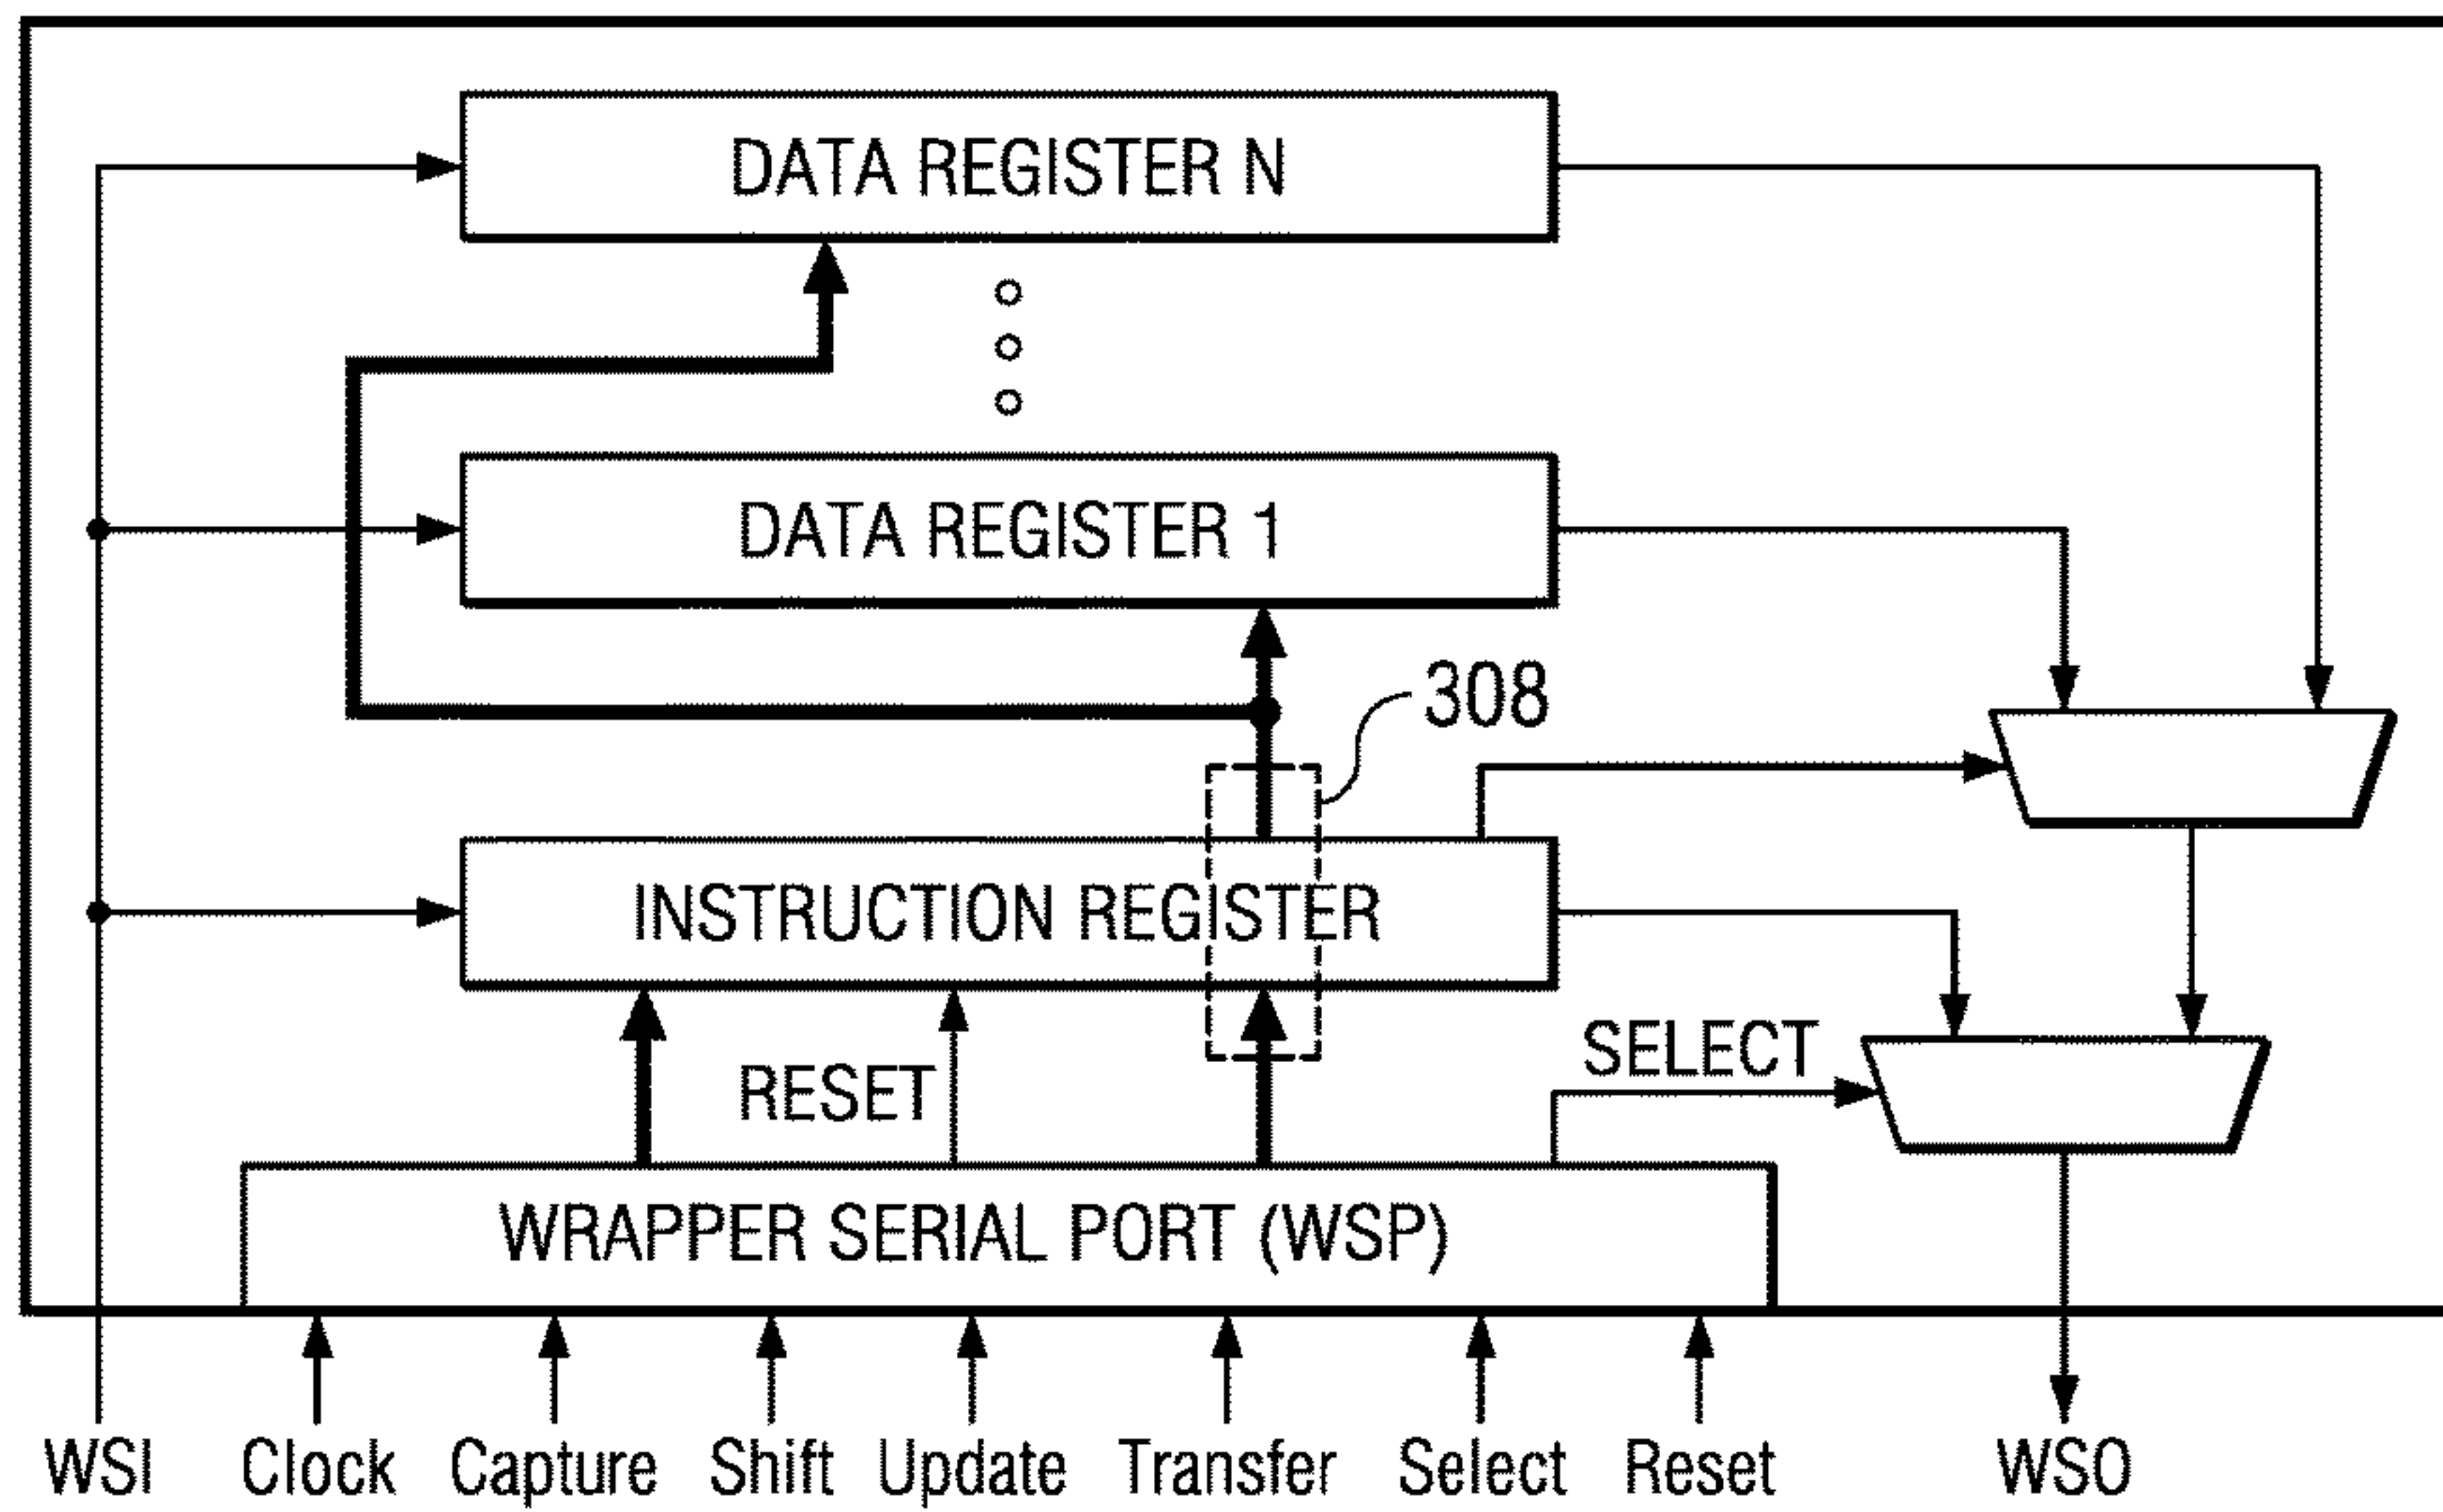 DATA REGISTER N
DATA REGISTER 1
308
INSTRUCTION REGISTER
SELECT
RESET
WRAPPER SERIAL PORT (WSP)
WSI Clock Capture Shift Update Transfer Select Reset WSO